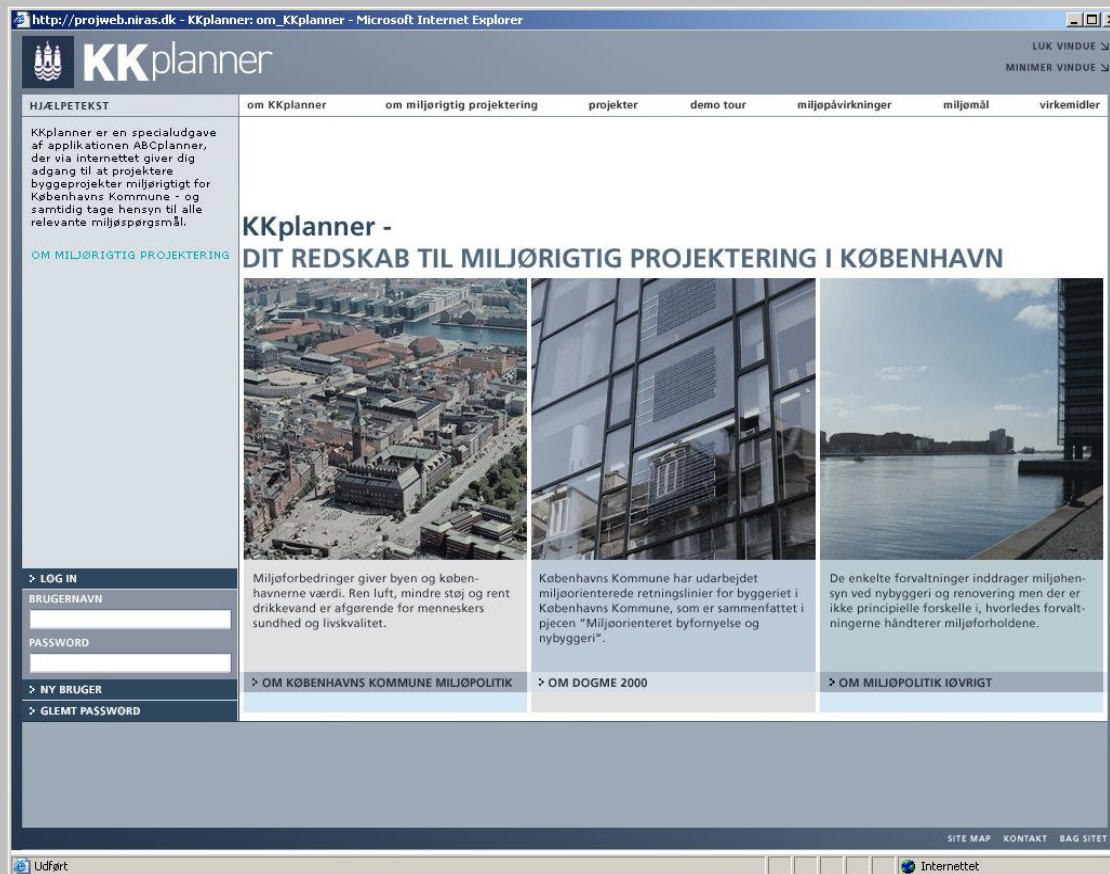 http://projweb.niras.dk - KKplanner: om_KKplanner - Microsoft Internet Explorer
KKplanner
LUK VINDUE
MINIMER VINDUE
HJÆLPETEKST
om KKplanner om miljørigtig projektering projekter demo tour miljøpåvirkninger miljømål virkemidler
KKplanner er en specialudgave
af applikationen ABCplanner,
der via internettet giver dig
adgang til at projektere
byggeprojekter miljørigtigt for
Københavns Kommune - og
samtidig tage hensyn til alle
relevante miljøspørgsmål.
OM MILJØRIGTIG PROJEKTERING
KKplanner -
DIT REDSKAB TIL MILJØRIGTIG PROJEKTERING I KØBENHAVN
Miljøforbedringer giver byen og køben-
havnerne værdi. Ren luft, mindre støj og rent
drikkevand er afgørende for menneskers
sundhed og livskvalitet.
OM KØBENHAVNS KOMMUNE MILJØPOLITIK
Københavns Kommune har udarbejdet
miljøorienterede retningslinier for byggeriet i
Københavns Kommune, som er sammenfattet i
pjecen "Miljøorienteret byfornyelse og
nybyggeri".
OM DOGME 2000
De enkelte forvaltninger inddrager miljøhen-
syn ved nybyggeri og renovering men der er
ikke principielle forskelle i, hvorledes forvalt-
ningerne håndterer miljøforholdene.
OM MILJØPOLITIK IØVRIGT
LOG IN
BRUGERNAVN
PASSWORD
NY BRUGER
GLEMT PASSWORD
SITE MAP KONTAKT BAG SITET
Udført
Internettet